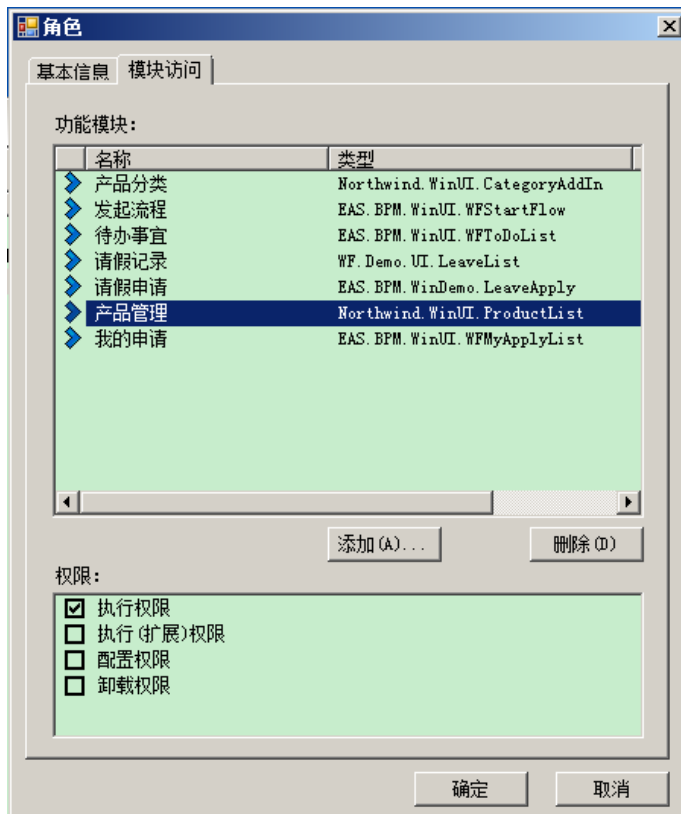 角色
基本信息 模块访问
功能模块:
名称 类型
产品分类 Northwind.WinUI.CategoryAddIn
发起流程 EAS.BPM.WinUI.WFStartFlow
待办事宜 EAS.BPM.WinUI.WFToDoList
请假记录 WF.Demo.UI.LeaveList
请假申请 EAS.BPM.WinDemo.LeaveApply
产品管理 Northwind.WinUI.ProductList
我的申请 EAS.BPM.WinUI.WFMyApplyList
添加(A)... 删除(D)
权限:
执行权限
执行(扩展)权限
配置权限
卸载权限
确定 取消